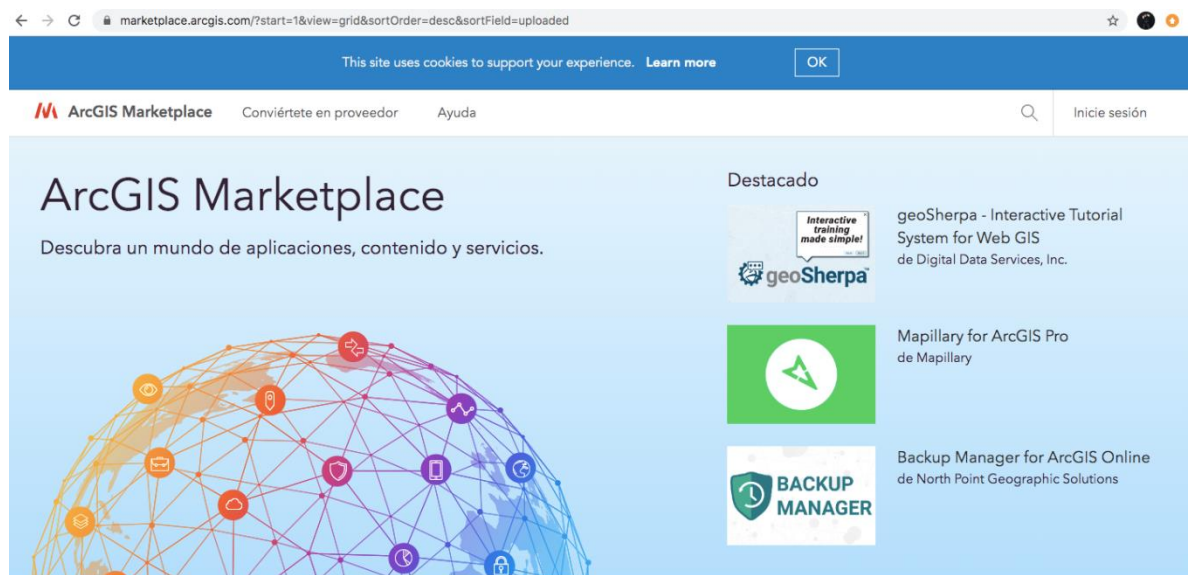 marketplace.arcgis.com/?start=1&view=grid&sortOrder=desc&sortField=uploaded
This site uses cookies to support your experience. Learn more OK
ArcGIS Marketplace Conviértete en proveedor Ayuda Inicie sesión
ArcGIS Marketplace
Descubra un mundo de aplicaciones, contenido y servicios.
Destacado
Interactive
training
made simple!
geoSherpa
geoSherpa - Interactive Tutorial
System for Web GIS
de Digital Data Services, Inc.
Mapillary for ArcGIS Pro
de Mapillary
BACKUP
MANAGER
Backup Manager for ArcGIS Online
de North Point Geographic Solutions